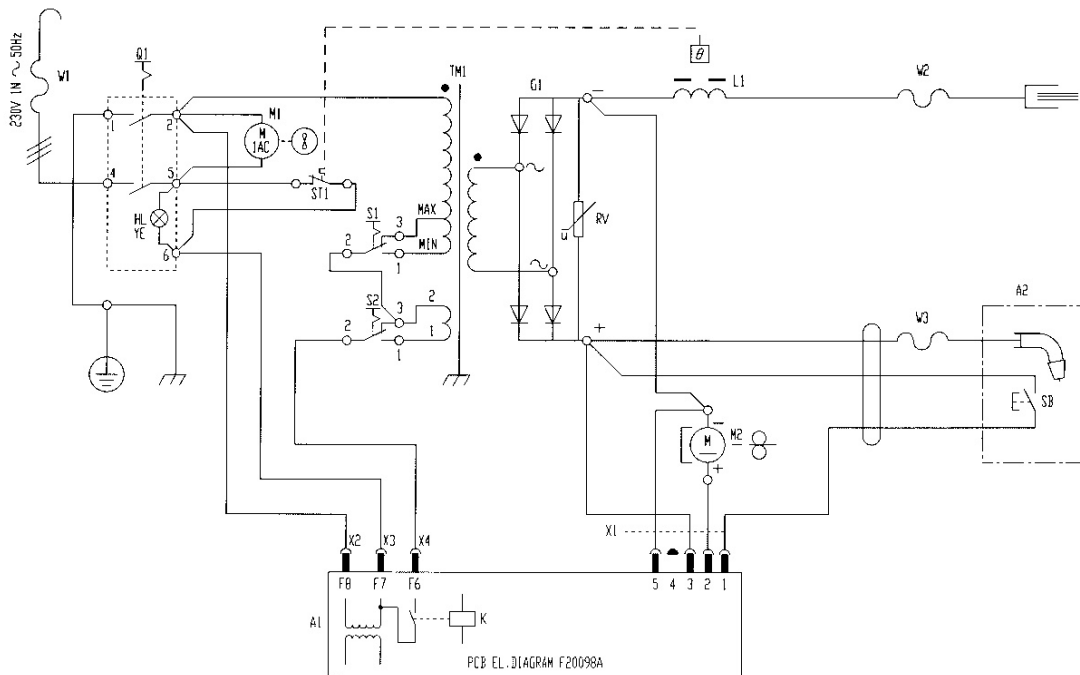 230V 1N ~ 50Hz
W1
Q1
1
2
4
5
6
HL
YE
M1
M
1AC
8
ST1
TM1
S1
MAX
MIN
2
3
1
S2
2
3
1
2
1
G1
−
~
~
+
u
RV
θ
L1
W2
W3
A2
SB
−
M
M2
+
X1
5
4
3
2
1
X2
X3
X4
F8
F7
F6
A1
K
PCB EL.DIAGRAM F20098A